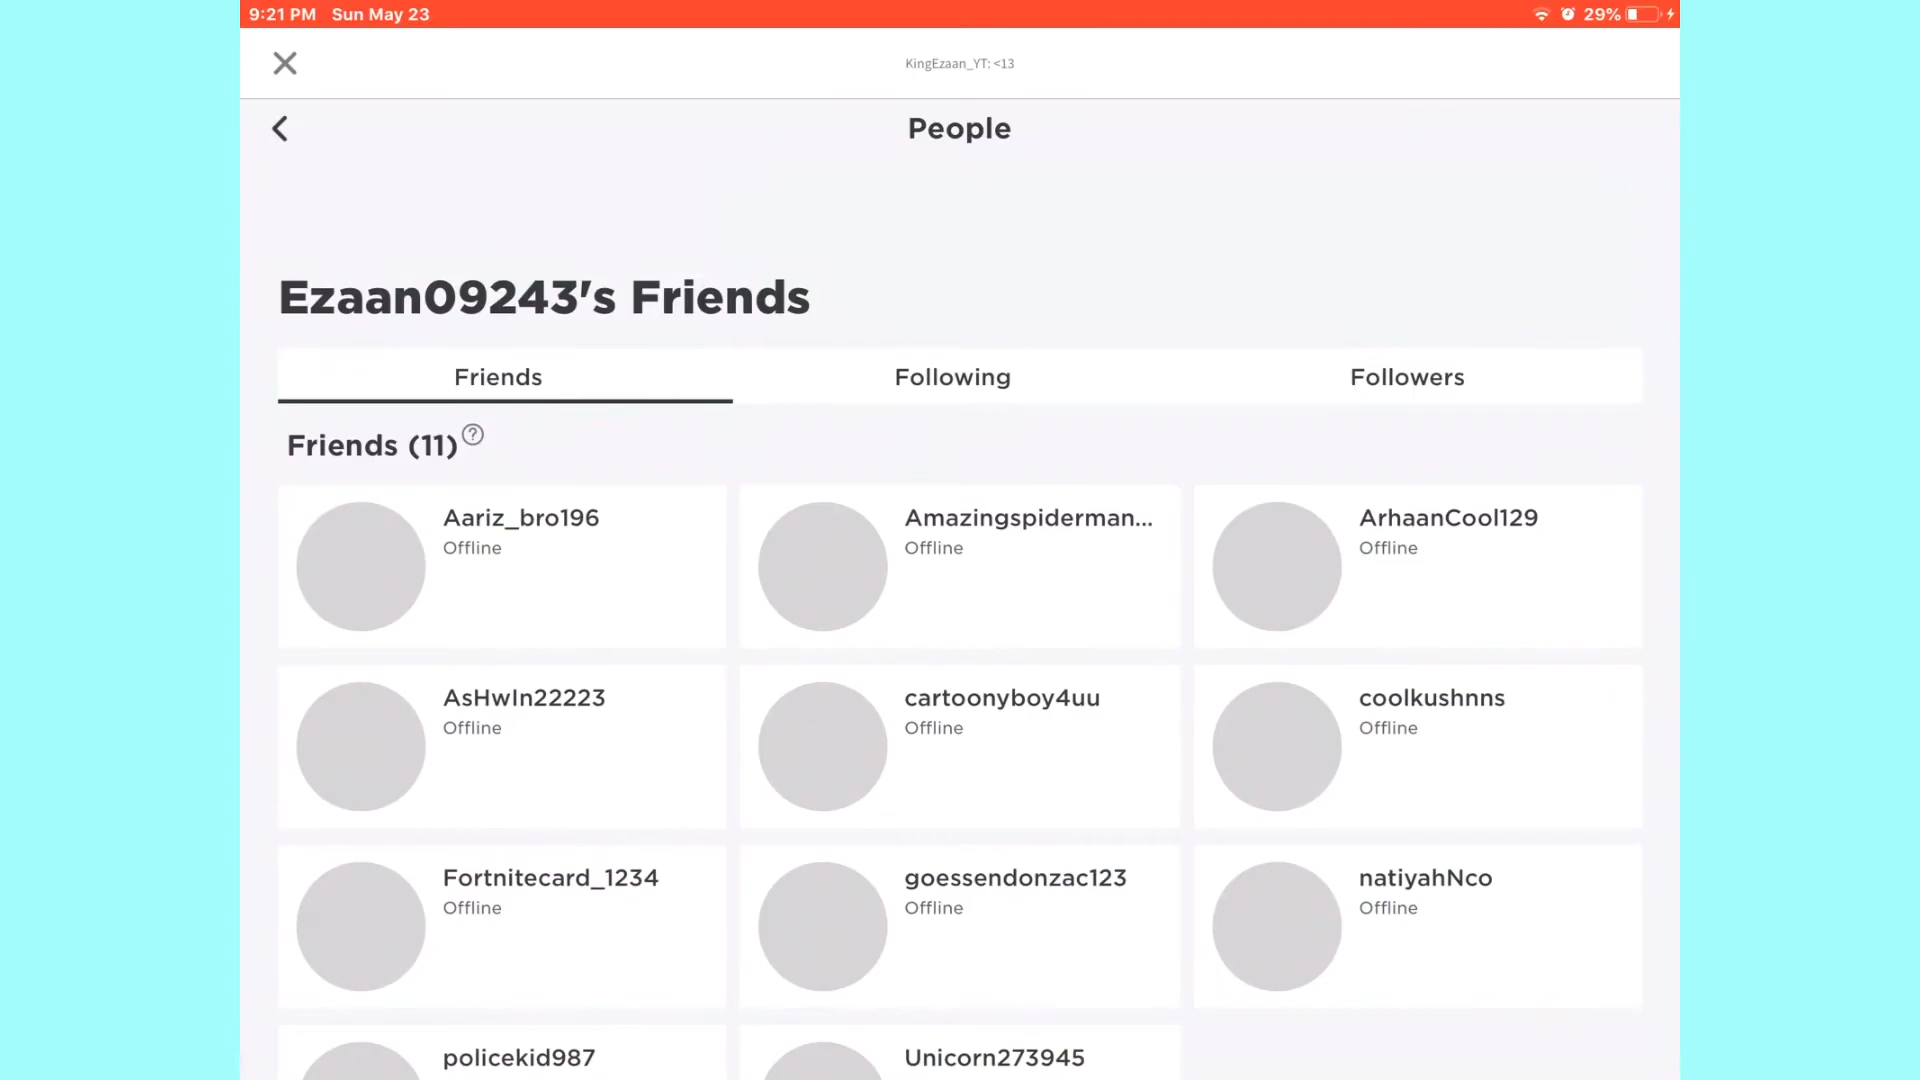 9:21 PM Sun May 23
29%
KingEzaan_YT: <13
People
Ezaan09243's Friends
Friends Following Followers
Friends (11) ?
Aariz_bro196 Amazingspiderman... ArhaanCool129
Offline Offline Offline
AsHwIn22223 cartoonyboy4uu coolkushnns
Offline Offline Offline
Fortnitecard_1234 goessendonzac123 natiyahNco
Offline Offline Offline
policekid987 Unicorn273945